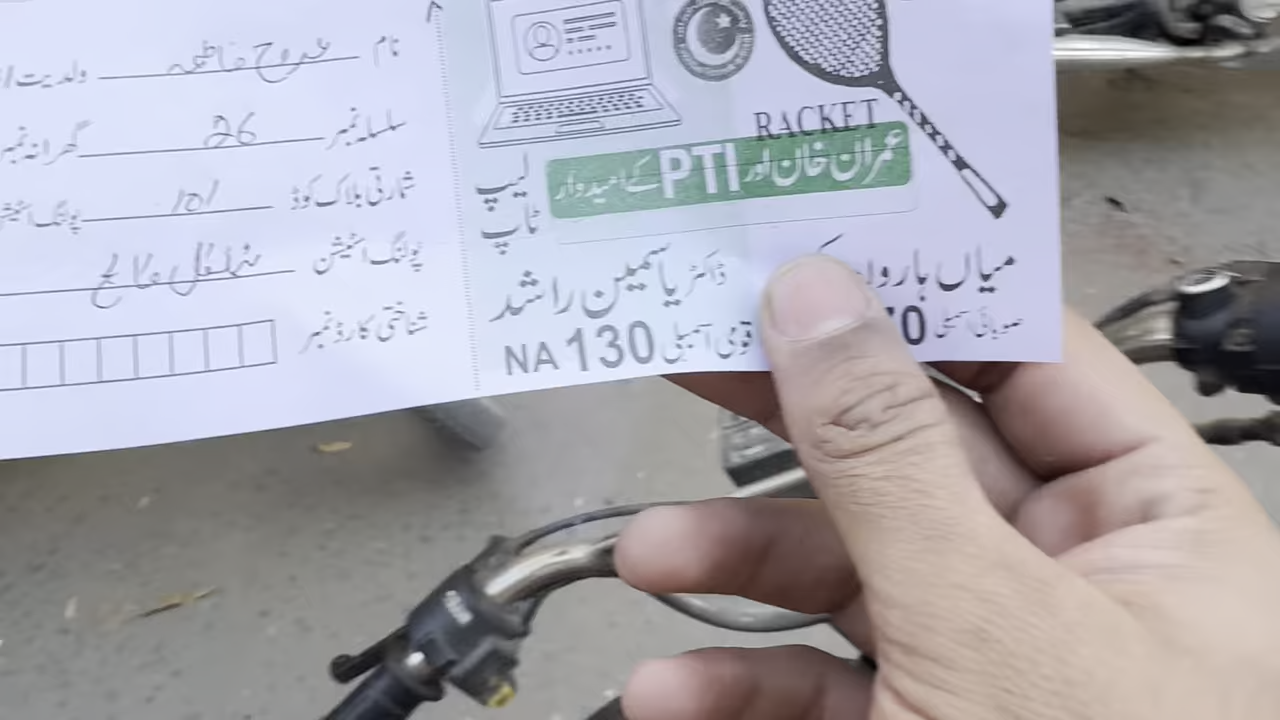 نام عروج فاطمہ ولدیت/
سلسلہ نمبر 26 گھرانہ نمبر
شماریاتی بلاک کوڈ 101 پولنگ اسٹیشن
پولنگ اسٹیشن
شناختی کارڈ نمبر
RACKET
لیپ ٹاپ
عمران خان اور PTI کے امیدوار
میاں ہارون
صوبائی اسمبلی 70
ڈاکٹر یاسمین راشد
قومی اسمبلی NA 130